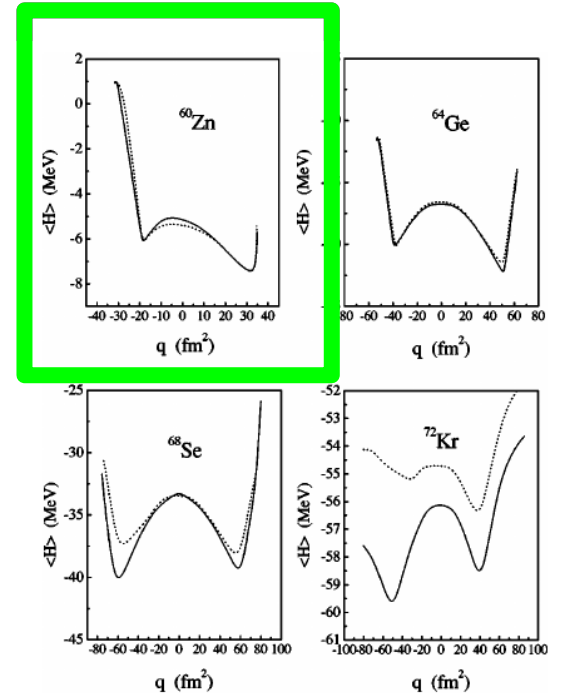 2
0
-2
-4
-6
-8
<H> (MeV)
⁶⁰Zn
-40 -30 -20 -10 0 10 20 30 40
q (fm²)
<H> (MeV)
⁶⁴Ge
-60 -40 -20 0 20 40 60 80
q (fm²)
-25
-30
-35
-40
-45
<H> (MeV)
⁶⁸Se
-80 -60 -40 -20 0 20 40 60 80 100
q (fm²)
-52
-53
-54
-55
-56
-57
-58
-59
-60
-61
<H> (MeV)
⁷²Kr
-100 -80 -60 -40 -20 0 20 40 60 80 100
q (fm²)